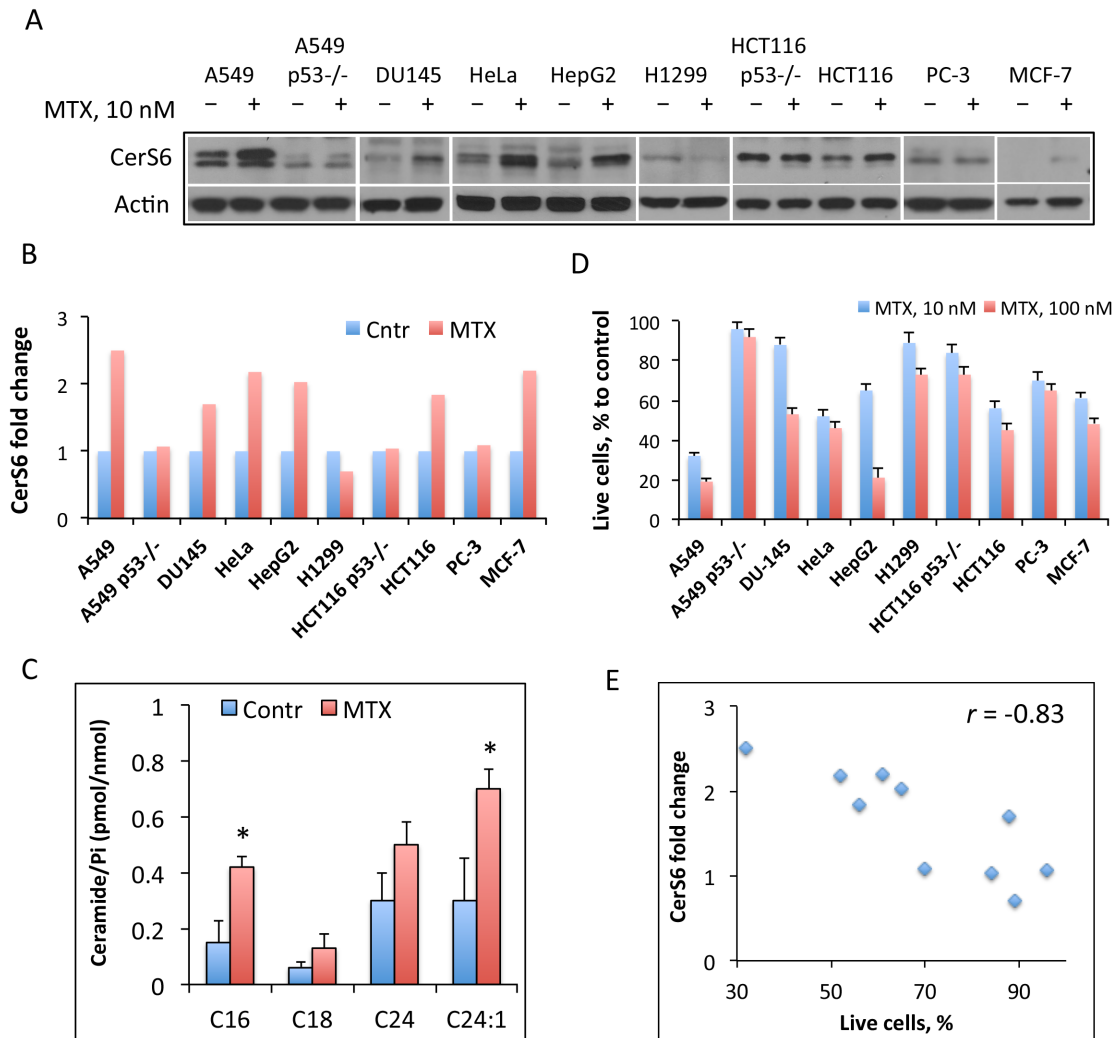 A
A549 A549 p53-/- DU145 HeLa HepG2 H1299 HCT116 p53-/- HCT116 PC-3 MCF-7
MTX, 10 nM − + − + − + − + − + − + − + − + − + − +
CerS6
Actin
B
CerS6 fold change
3
2
1
0
Cntr MTX
A549 A549 p53-/- DU145 HeLa HepG2 H1299 HCT116 p53-/- HCT116 PC-3 MCF-7
D
MTX, 10 nM MTX, 100 nM
Live cells, % to control
100
80
60
40
20
0
A549 A549 p53-/- DU-145 HeLa HepG2 H1299 HCT116 p53-/- HCT116 PC-3 MCF-7
C
Contr MTX
Ceramide/Pi (pmol/nmol)
1
0.8
0.6
0.4
0.2
0
* *
C16 C18 C24 C24:1
E
r = -0.83
CerS6 fold change
3
2
1
0
30 50 70 90
Live cells, %